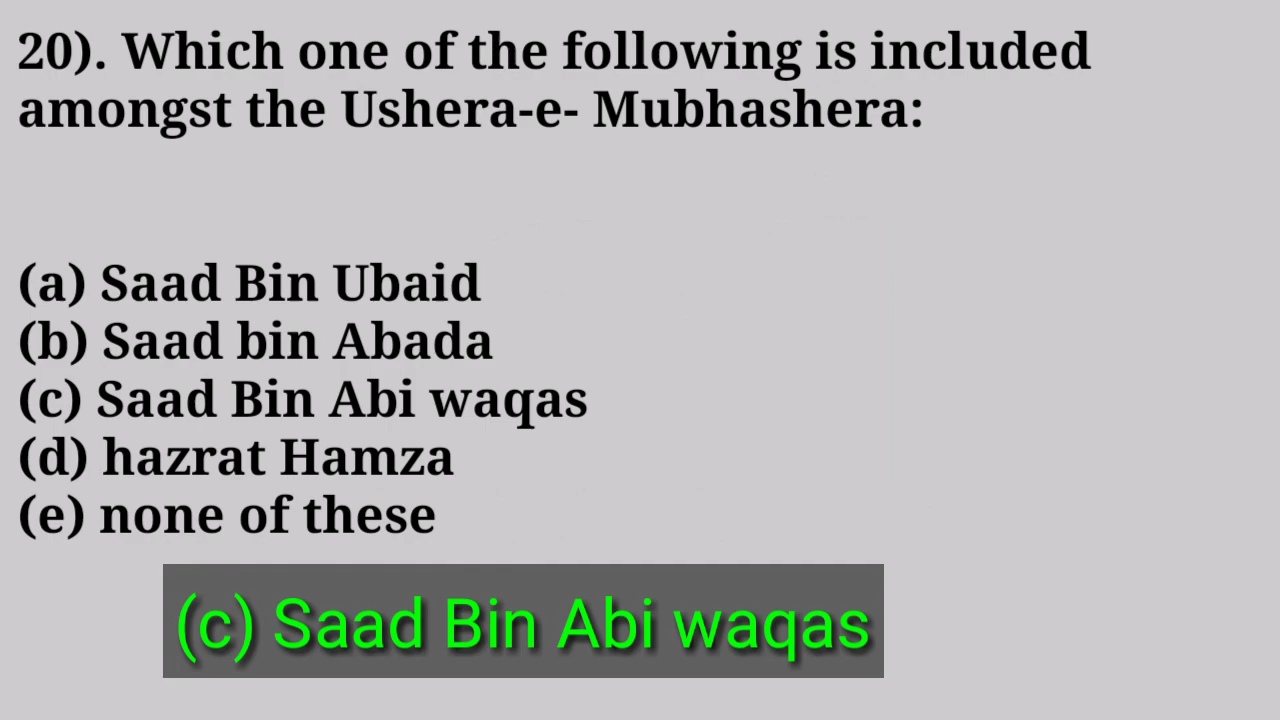 20). Which one of the following is included
amongst the Ushera-e- Mubhashera:
(a) Saad Bin Ubaid
(b) Saad bin Abada
(c) Saad Bin Abi waqas
(d) hazrat Hamza
(e) none of these
(c) Saad Bin Abi waqas